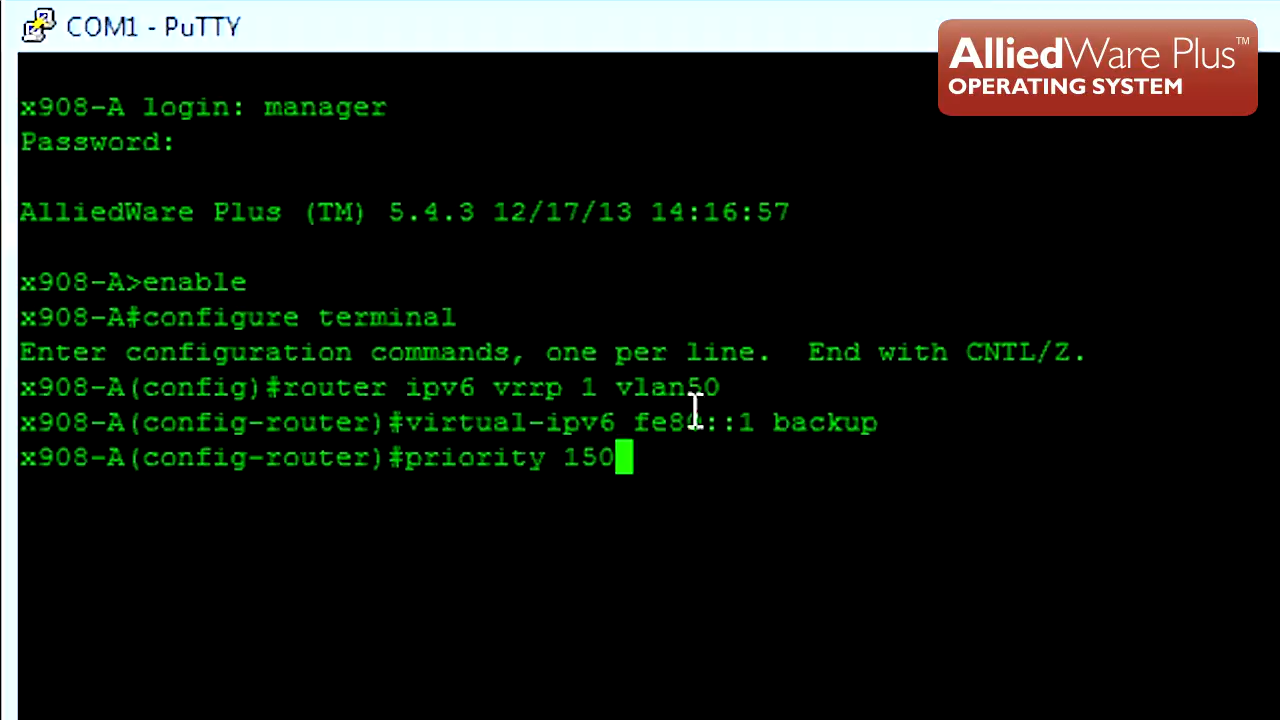 COM1 - PuTTY
AlliedWare Plus™
OPERATING SYSTEM
x908-A login: manager
Password:
AlliedWare Plus (TM) 5.4.3 12/17/13 14:16:57
x908-A>enable
x908-A#configure terminal
Enter configuration commands, one per line.  End with CNTL/Z.
x908-A(config)#router ipv6 vrrp 1 vlan50
x908-A(config-router)#virtual-ipv6 fe80::1 backup
x908-A(config-router)#priority 150